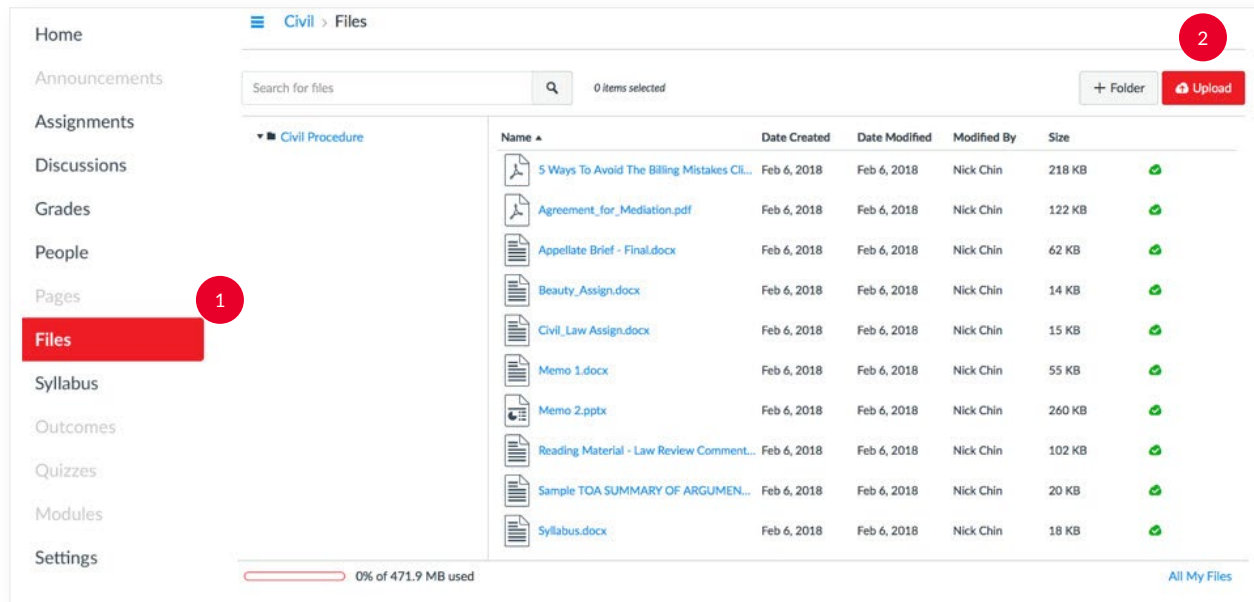 Home
Announcements
Assignments
Discussions
Grades
People
Pages
1
Files
Syllabus
Outcomes
Quizzes
Modules
Settings
Civil > Files
2
Search for files
0 items selected
+ Folder
Upload
Civil Procedure
Name Date Created Date Modified Modified By Size
5 Ways To Avoid The Billing Mistakes Cli... Feb 6, 2018 Feb 6, 2018 Nick Chin 218 KB
Agreement_for_Mediation.pdf Feb 6, 2018 Feb 6, 2018 Nick Chin 122 KB
Appellate Brief - Final.docx Feb 6, 2018 Feb 6, 2018 Nick Chin 62 KB
Beauty_Assign.docx Feb 6, 2018 Feb 6, 2018 Nick Chin 14 KB
Civil_Law Assign.docx Feb 6, 2018 Feb 6, 2018 Nick Chin 15 KB
Memo 1.docx Feb 6, 2018 Feb 6, 2018 Nick Chin 55 KB
Memo 2.pptx Feb 6, 2018 Feb 6, 2018 Nick Chin 260 KB
Reading Material - Law Review Comment... Feb 6, 2018 Feb 6, 2018 Nick Chin 102 KB
Sample TOA SUMMARY OF ARGUMEN... Feb 6, 2018 Feb 6, 2018 Nick Chin 20 KB
Syllabus.docx Feb 6, 2018 Feb 6, 2018 Nick Chin 18 KB
0% of 471.9 MB used
All My Files